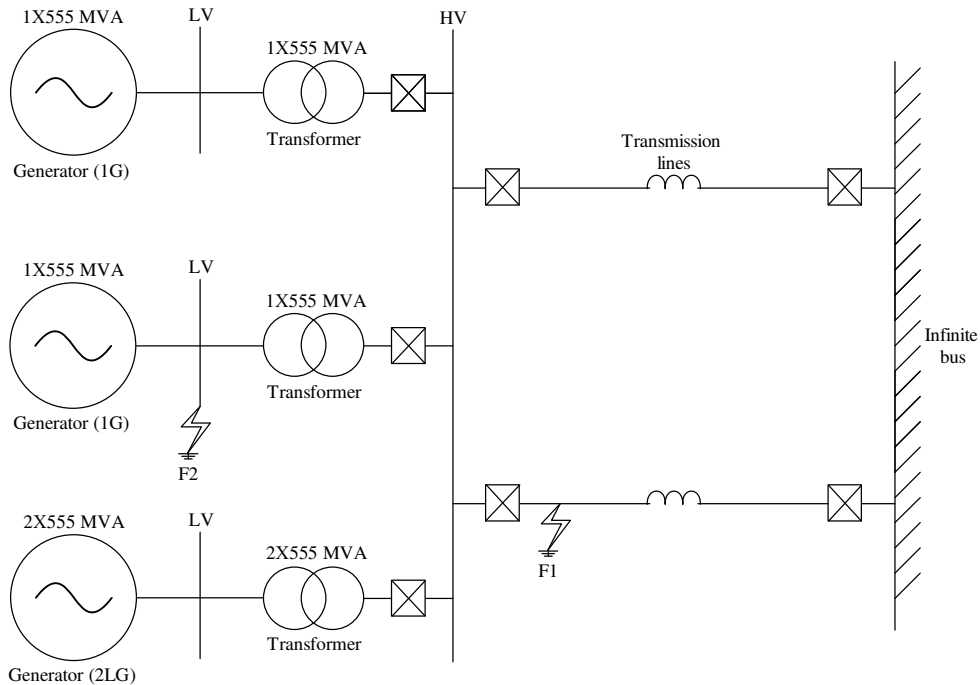 1X555 MVA
LV
HV
1X555 MVA
Transformer
Generator (1G)
Transmission
lines
1X555 MVA
LV
1X555 MVA
Transformer
Generator (1G)
F2
Infinite
bus
2X555 MVA
LV
2X555 MVA
Transformer
Generator (2LG)
F1